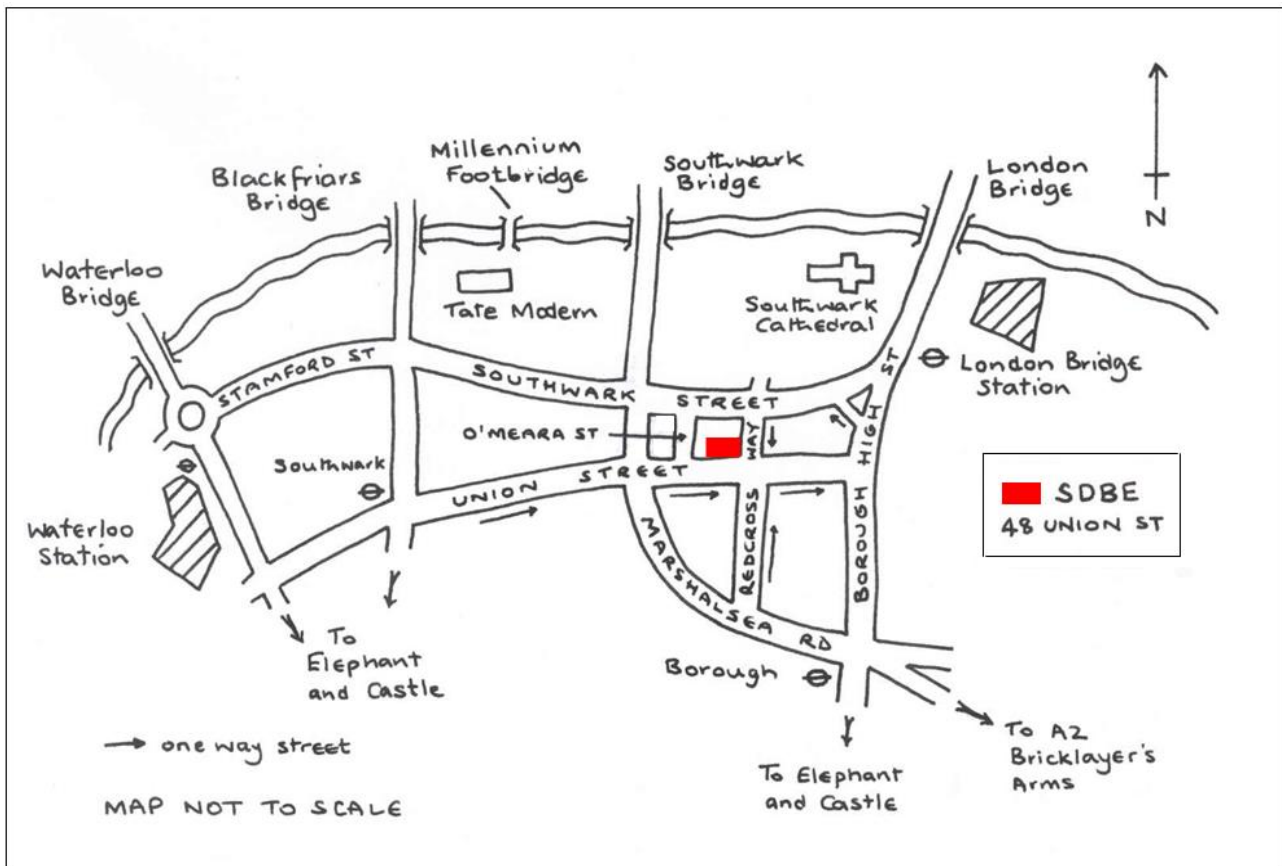 Blackfriars
Bridge
Millennium
Footbridge
Southwark
Bridge
London
Bridge
N
Waterloo
Bridge
Tate Modern
Southwark
Cathedral
London Bridge
Station
STAMFORD ST
SOUTHWARK STREET
O'MEARA ST
Southwark
UNION STREET
REDCROSS WAY
BOROUGH HIGH ST
MARSHALSEA RD
Waterloo
Station
SDBE
48 UNION ST
To
Elephant
and Castle
Borough
one way street
To Elephant
and Castle
To A2
Bricklayer's
Arms
MAP NOT TO SCALE